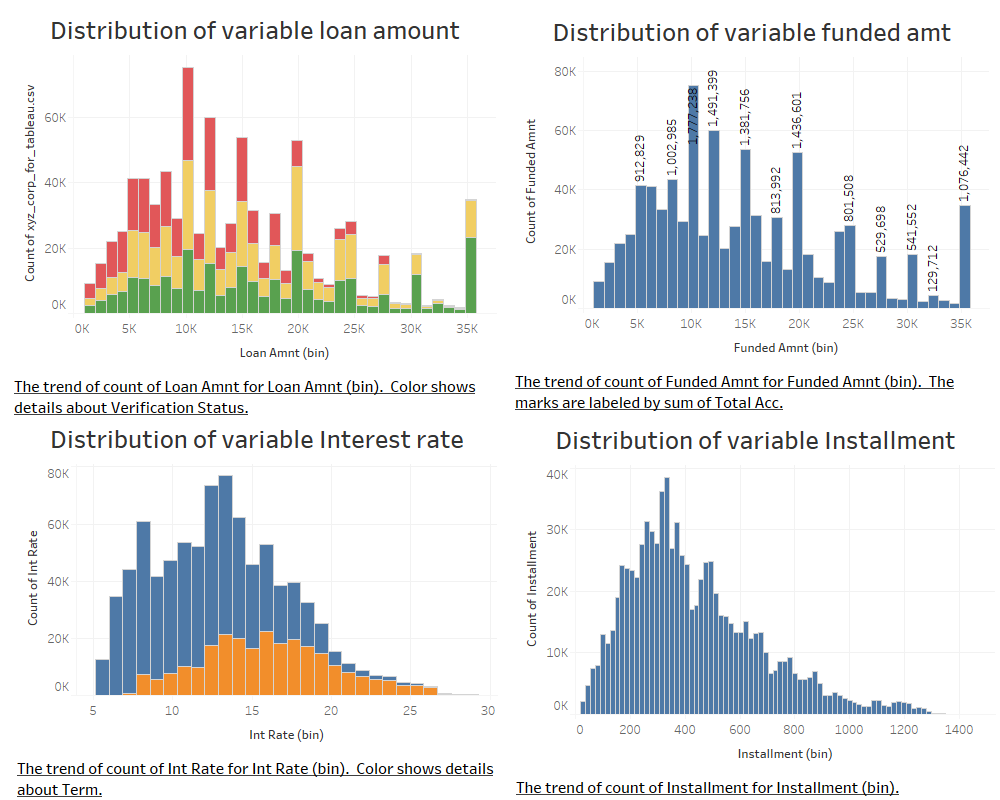 Distribution of variable loan amount
Count of xyz_corp_for_tableau.csv
60K
40K
20K
0K
0K 5K 10K 15K 20K 25K 30K 35K
Loan Amnt (bin)
The trend of count of Loan Amnt for Loan Amnt (bin). Color shows
details about Verification Status.
Distribution of variable funded amt
Count of Funded Amnt
80K
60K
40K
20K
0K
912,829
1,002,985
1,777,238
1,491,399
1,381,756
813,992
1,436,601
801,508
529,698
541,552
129,712
1,076,442
0K 5K 10K 15K 20K 25K 30K 35K
Funded Amnt (bin)
The trend of count of Funded Amnt for Funded Amnt (bin). The
marks are labeled by sum of Total Acc.
Distribution of variable Interest rate
Count of Int Rate
80K
60K
40K
20K
0K
5 10 15 20 25 30
Int Rate (bin)
The trend of count of Int Rate for Int Rate (bin). Color shows details
about Term.
Distribution of variable Installment
Count of Installment
40K
30K
20K
10K
0K
0 200 400 600 800 1000 1200 1400
Installment (bin)
The trend of count of Installment for Installment (bin).